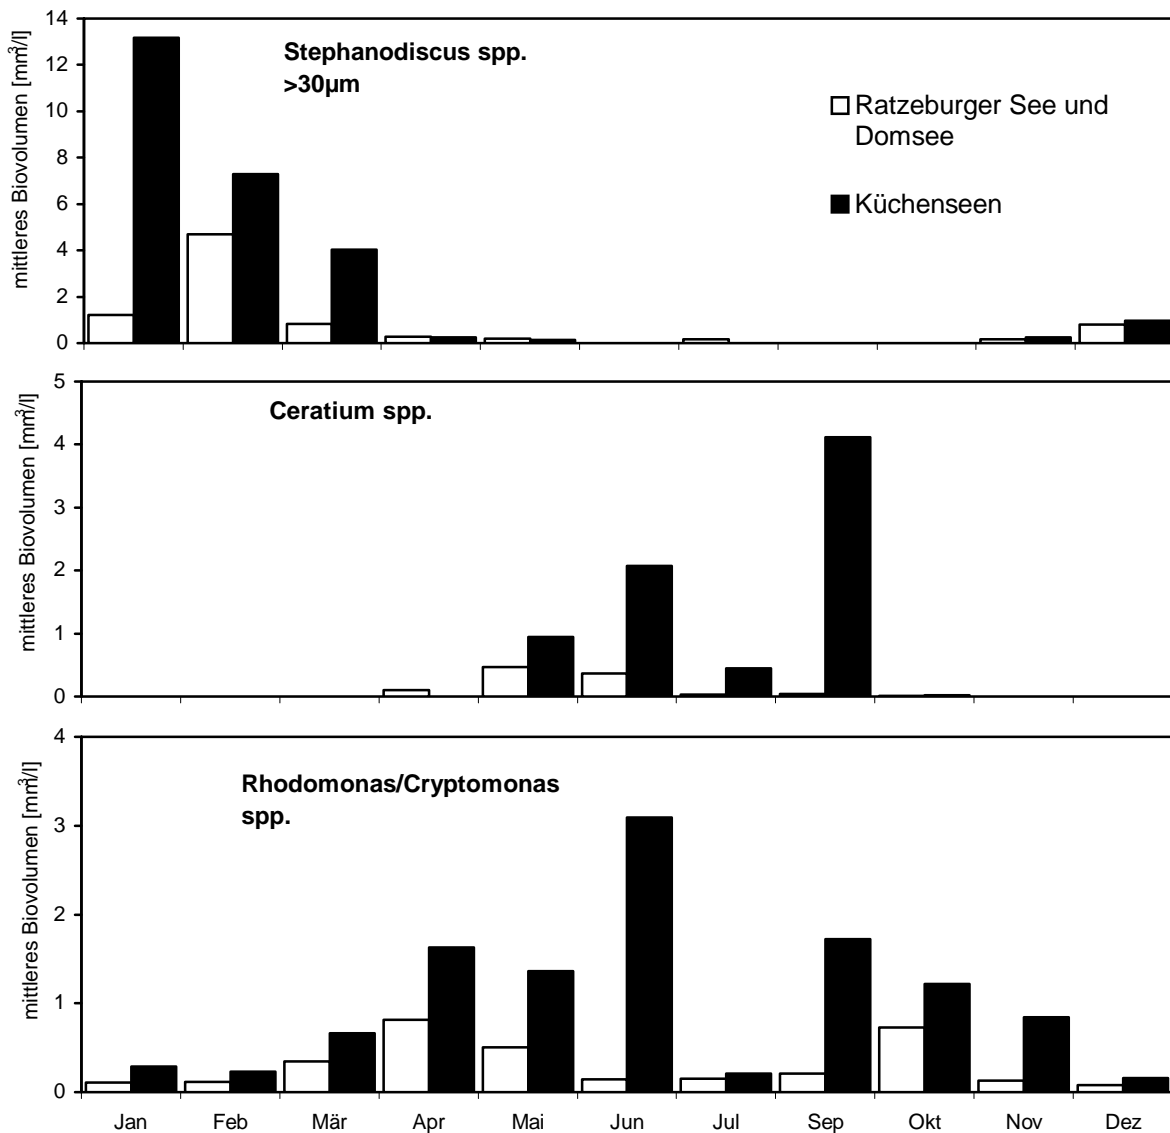 14
12
10
8
6
4
2
0
mittleres Biovolumen [mm³/l]
Stephanodiscus spp.
>30µm
Ratzeburger See und
Domsee
Küchenseen
5
4
3
2
1
0
mittleres Biovolumen [mm³/l]
Ceratium spp.
4
3
2
1
0
mittleres Biovolumen [mm³/l]
Rhodomonas/Cryptomonas
spp.
Jan Feb Mär Apr Mai Jun Jul Sep Okt Nov Dez